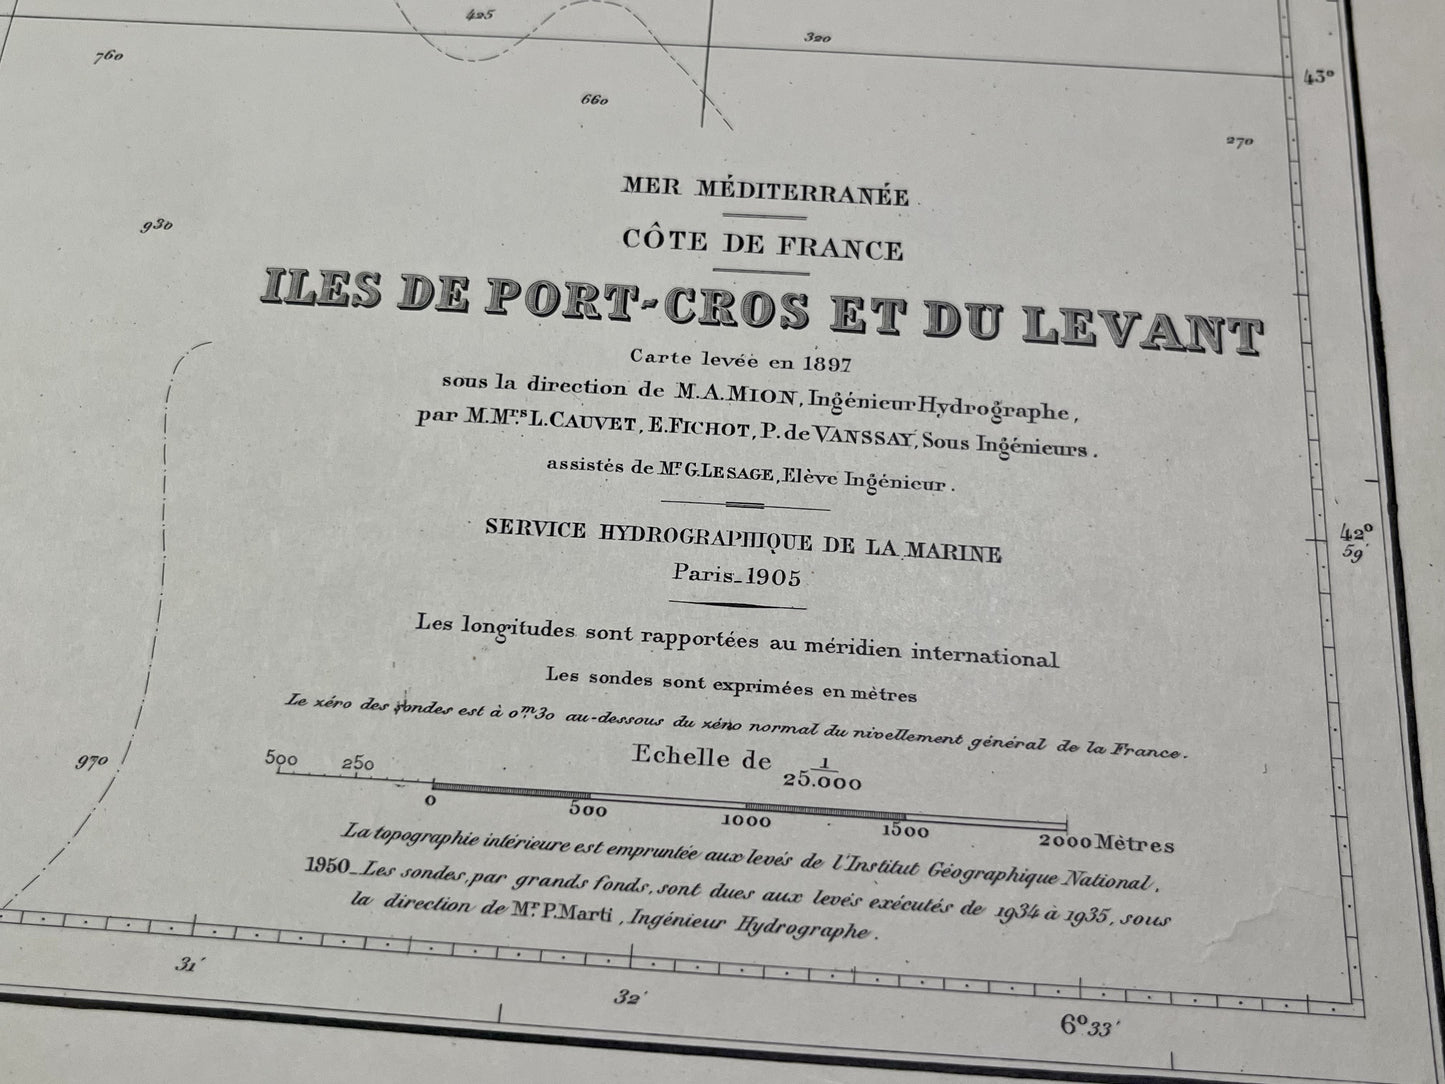 425
320
760
43°
660
270
MER MÉDITERRANÉE
930
CÔTE DE FRANCE
ILES DE PORT-CROS ET DU LEVANT
Carte levée en 1897
sous la direction de M.A.MION, Ingénieur Hydrographe,
par M.Mrs L.CAUVET, E.FICHOT, P. de VANSSAY, Sous Ingénieurs.
assistés de Mr G.LESAGE, Elève Ingénieur.
SERVICE HYDROGRAPHIQUE DE LA MARINE
42°
59'
Paris_1905
Les longitudes sont rapportées au méridien international
Les sondes sont exprimées en mètres
Le zéro des sondes est à 0m30 au-dessous du zéro normal du nivellement général de la France.
970
Echelle de 1/25.000
500 250 0 500 1000 1500 2000 Mètres
La topographie intérieure est empruntée aux levés de l'Institut Géographique National,
1950_Les sondes, par grands fonds, sont dues aux levés exécutés de 1934 à 1935, sous
la direction de Mr P.Marti, Ingénieur Hydrographe.
31'
32'
6°33'